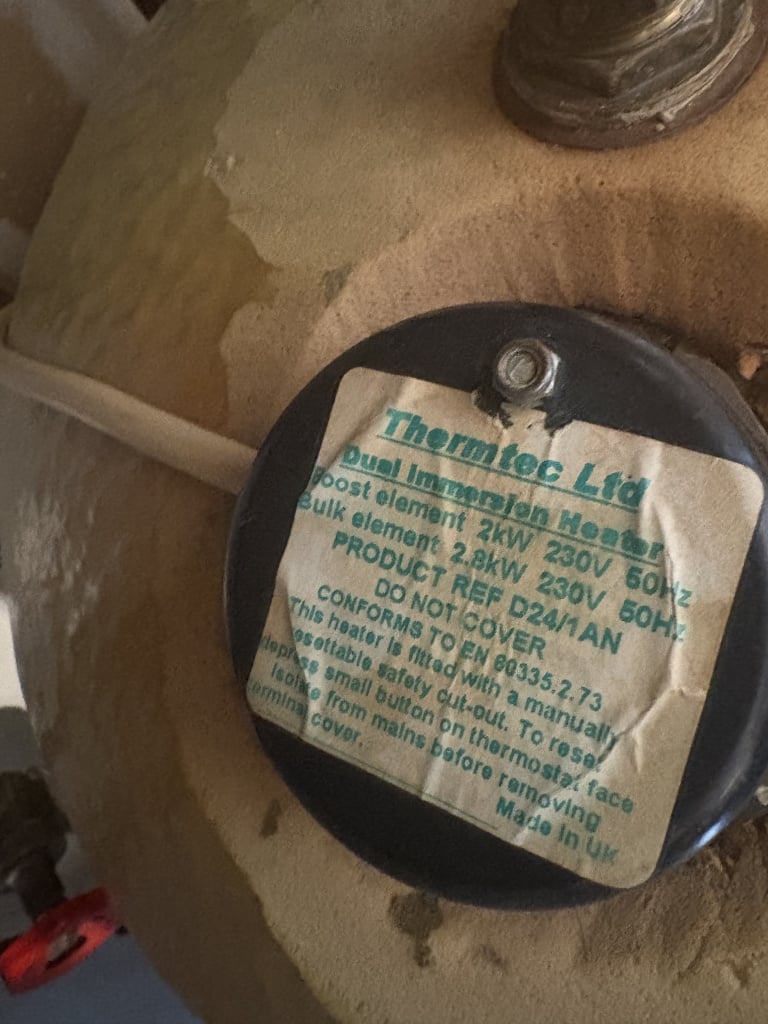 Thermtec Ltd
Dual Immersion Heater
Boost element 2kW 230V 50Hz
Bulk element 2.8kW 230V 50Hz
PRODUCT REF D24/1AN
DO NOT COVER
CONFORMS TO EN 60335.2.73
This heater is fitted with a manually
resettable safety cut-out. To reset
depress small button on thermostat face
Isolate from mains before removing
terminal cover.
Made in UK